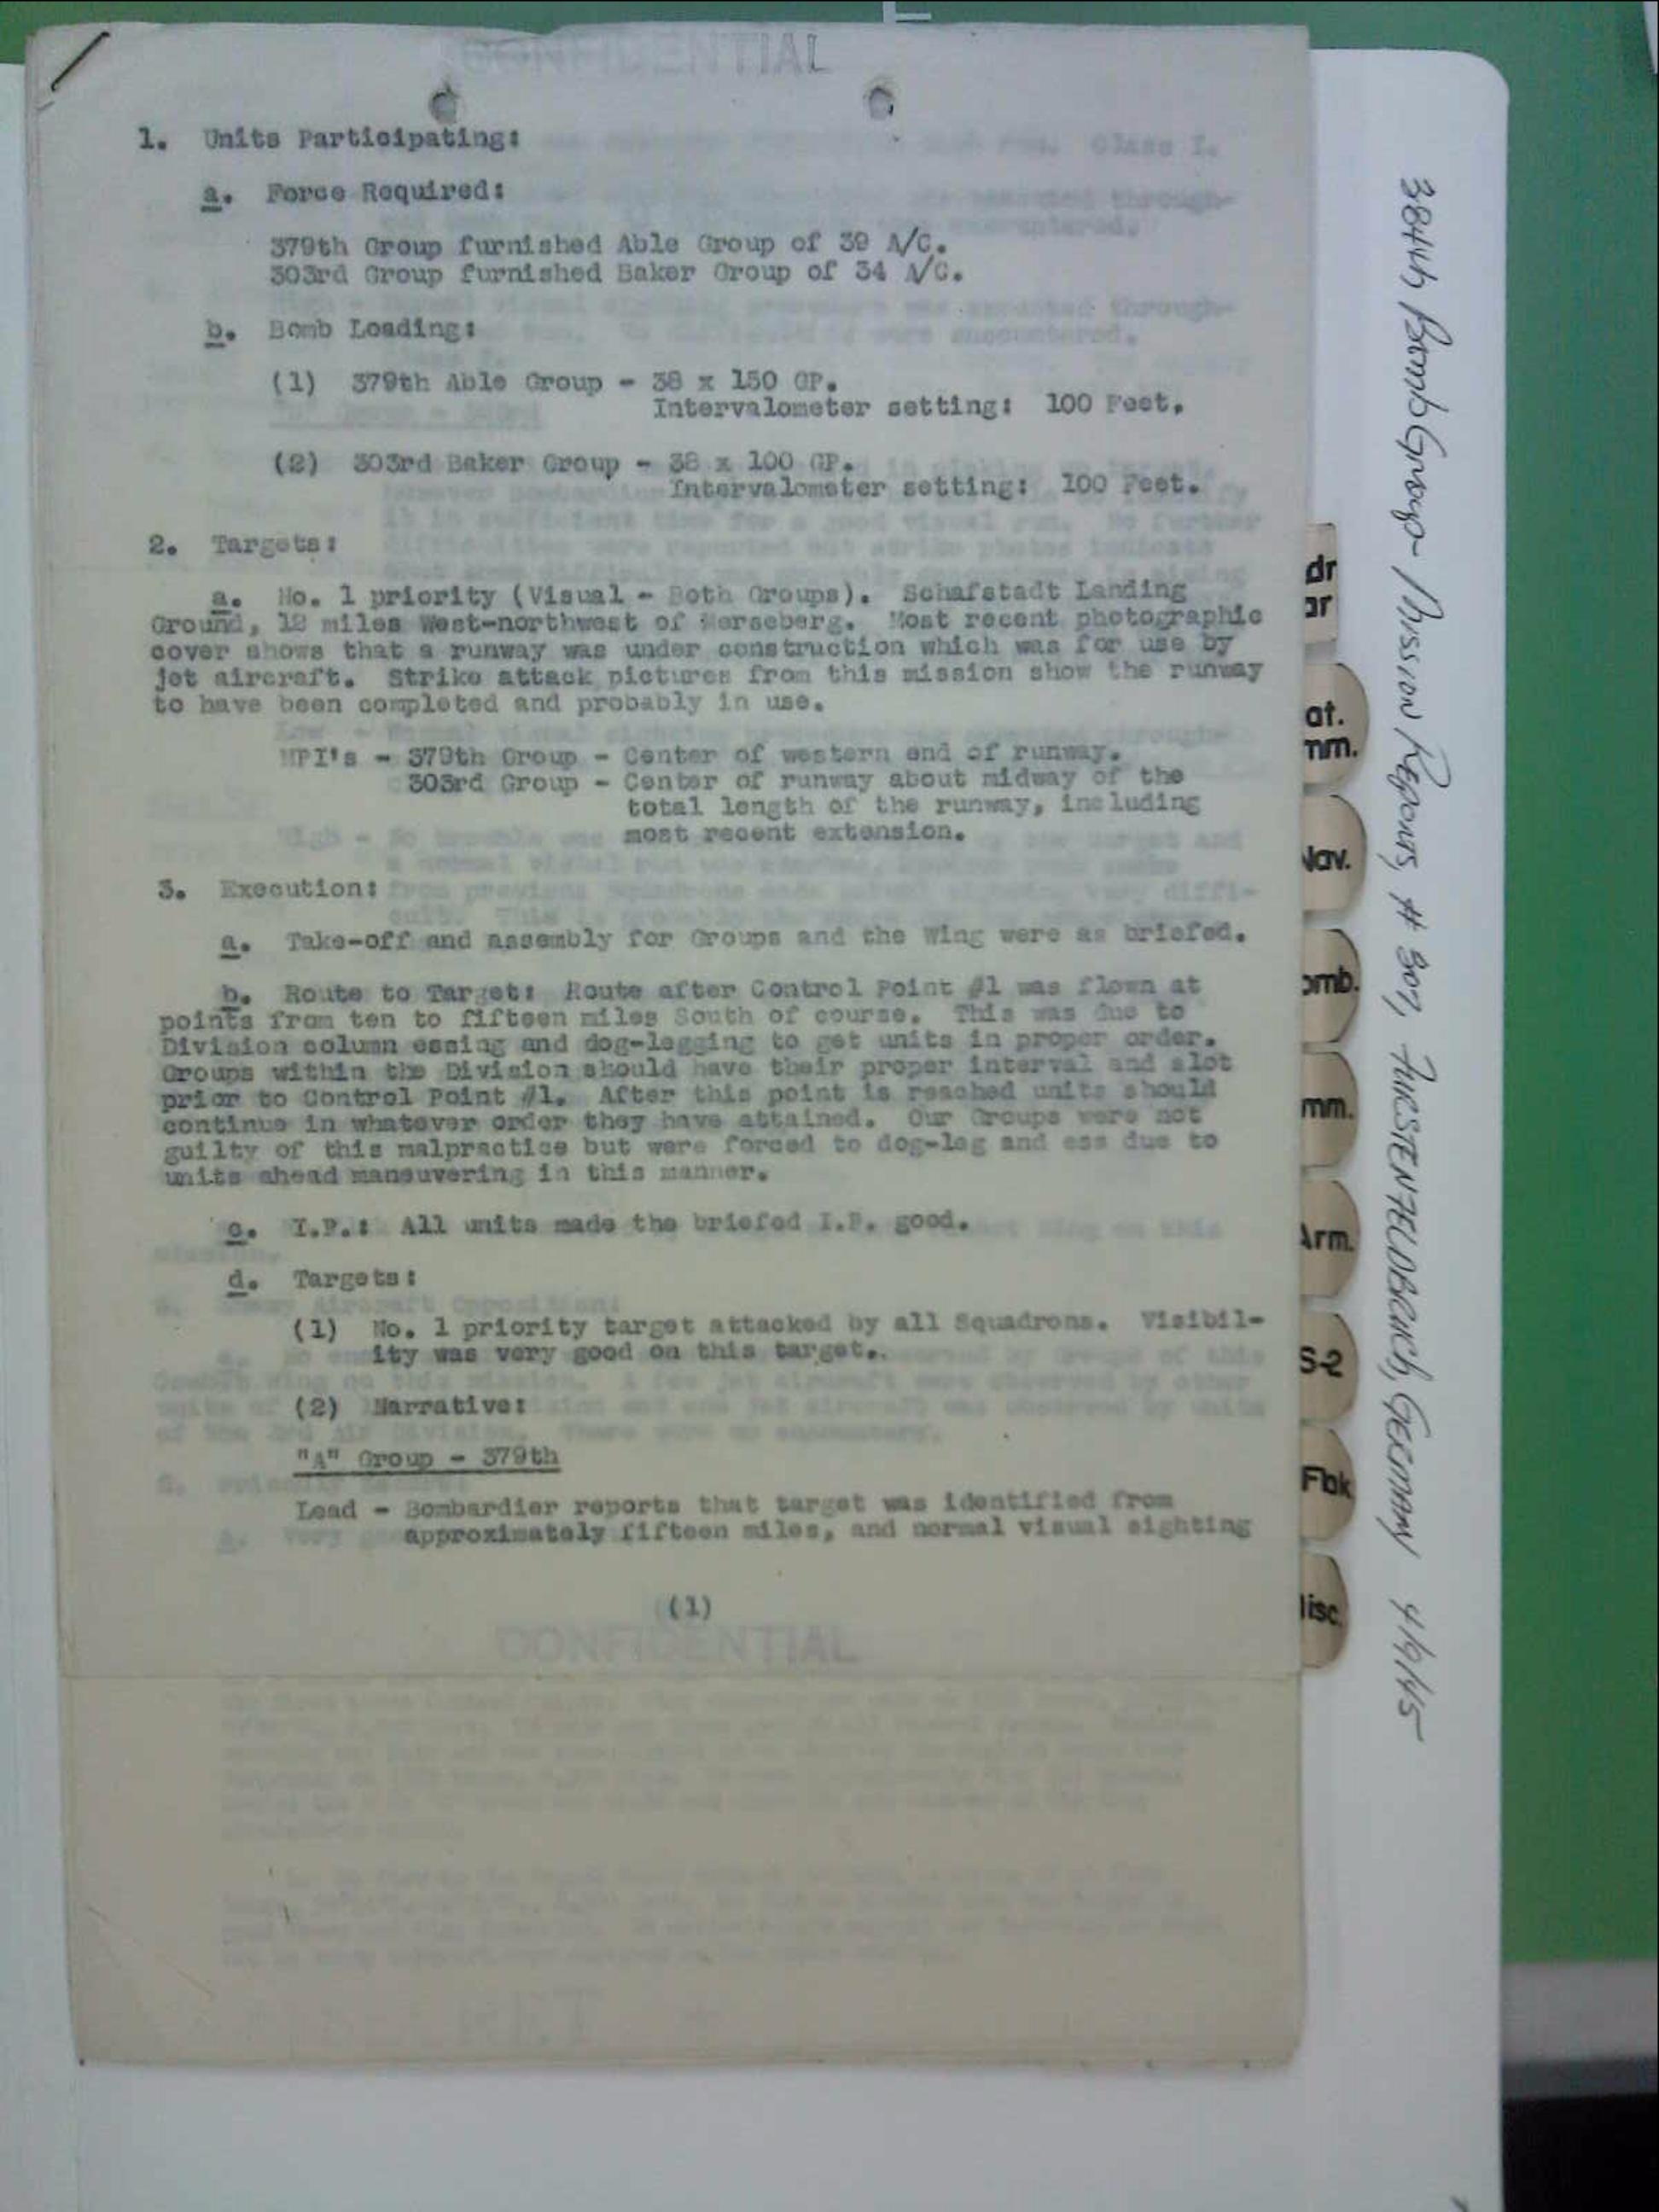 CONFIDENTIAL
1. Units Participating:
a. Force Required:
379th Group furnished Able Group of 39 A/C.
303rd Group furnished Baker Group of 34 A/C.
b. Bomb Loading:
(1) 379th Able Group - 38 x 150 GP.
Intervalometer setting: 100 Feet.
(2) 303rd Baker Group - 38 x 100 GP.
Intervalometer setting: 100 Feet.
2. Targets:
a. No. 1 priority (Visual - Both Groups). Schafstadt Landing
Ground, 12 miles West-northwest of Merseberg. Most recent photographic
cover shows that a runway was under construction which was for use by
jet aircraft. Strike attack pictures from this mission show the runway
to have been completed and probably in use.
MPI's - 379th Group - Center of western end of runway.
303rd Group - Center of runway about midway of the
total length of the runway, including
most recent extension.
3. Execution:
a. Take-off and assembly for Groups and the Wing were as briefed.
b. Route to Target: Route after Control Point #1 was flown at
points from ten to fifteen miles South of course. This was due to
Division column essing and dog-legging to get units in proper order.
Groups within the Division should have their proper interval and slot
prior to Control Point #1. After this point is reached units should
continue in whatever order they have attained. Our Groups were not
guilty of this malpractice but were forced to dog-leg and ess due to
units ahead maneuvering in this manner.
c. I.P.: All units made the briefed I.P. good.
d. Targets:
(1) No. 1 priority target attacked by all Squadrons. Visibil-
ity was very good on this target.
(2) Narrative:
"A" Group - 379th
Lead - Bombardier reports that target was identified from
approximately fifteen miles, and normal visual sighting
(1)
CONFIDENTIAL
dr
ar
at.
mm.
Nav.
omb.
mm.
Arm.
S-2
Fbk
lisc.
384th Bomb Group - Mission Reports, # 307, FURSTENFELDBRUCK, GERMANY 4/9/45